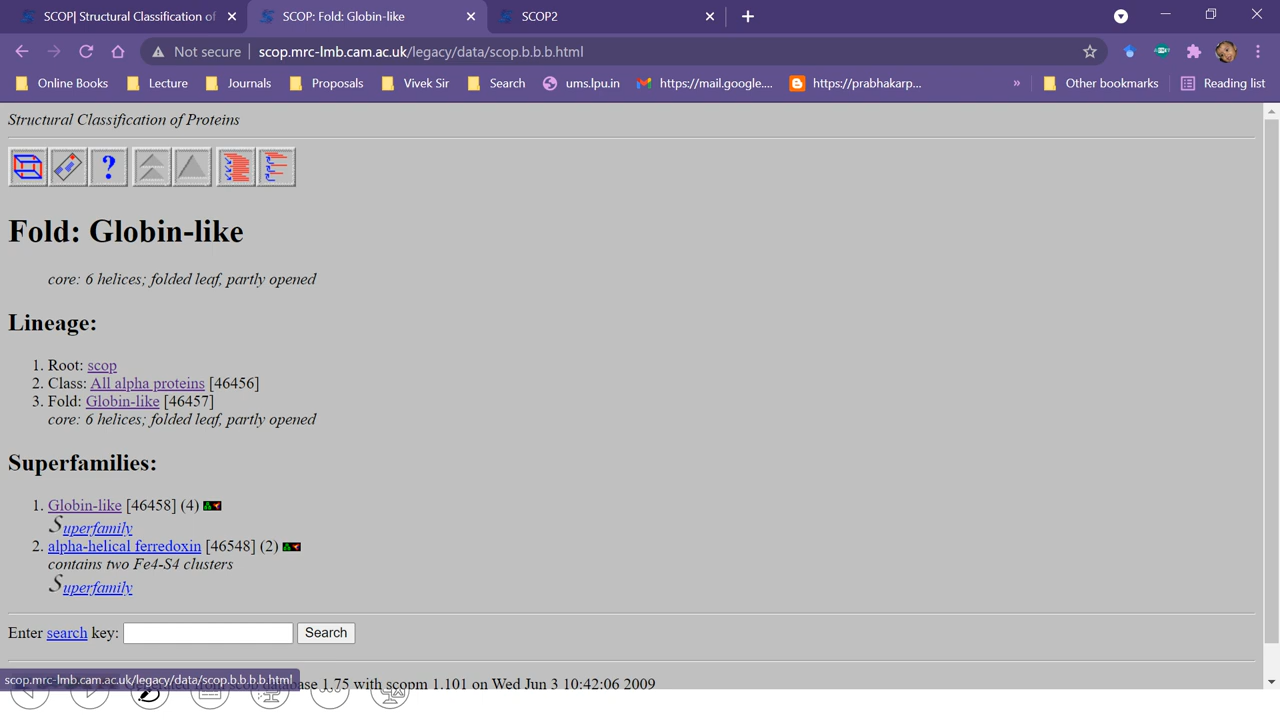 SCOP| Structural Classification of
SCOP: Fold: Globin-like
SCOP2
Not secure
scop.mrc-lmb.cam.ac.uk/legacy/data/scop.b.b.b.html
Online Books
Lecture
Journals
Proposals
Vivek Sir
Search
ums.lpu.in
https://mail.google....
https://prabhakarp...
»
Other bookmarks
Reading list
Structural Classification of Proteins
?
Fold: Globin-like
core: 6 helices; folded leaf, partly opened
Lineage:
1. Root: scop
2. Class: All alpha proteins [46456]
3. Fold: Globin-like [46457]
core: 6 helices; folded leaf, partly opened
Superfamilies:
1. Globin-like [46458] (4)
Superfamily
2. alpha-helical ferredoxin [46548] (2)
contains two Fe4-S4 clusters
Superfamily
Enter search key:
Search
scop.mrc-lmb.cam.ac.uk/legacy/data/scop.b.b.b.b.html
database 1.75 with scopm 1.101 on Wed Jun 3 10:42:06 2009